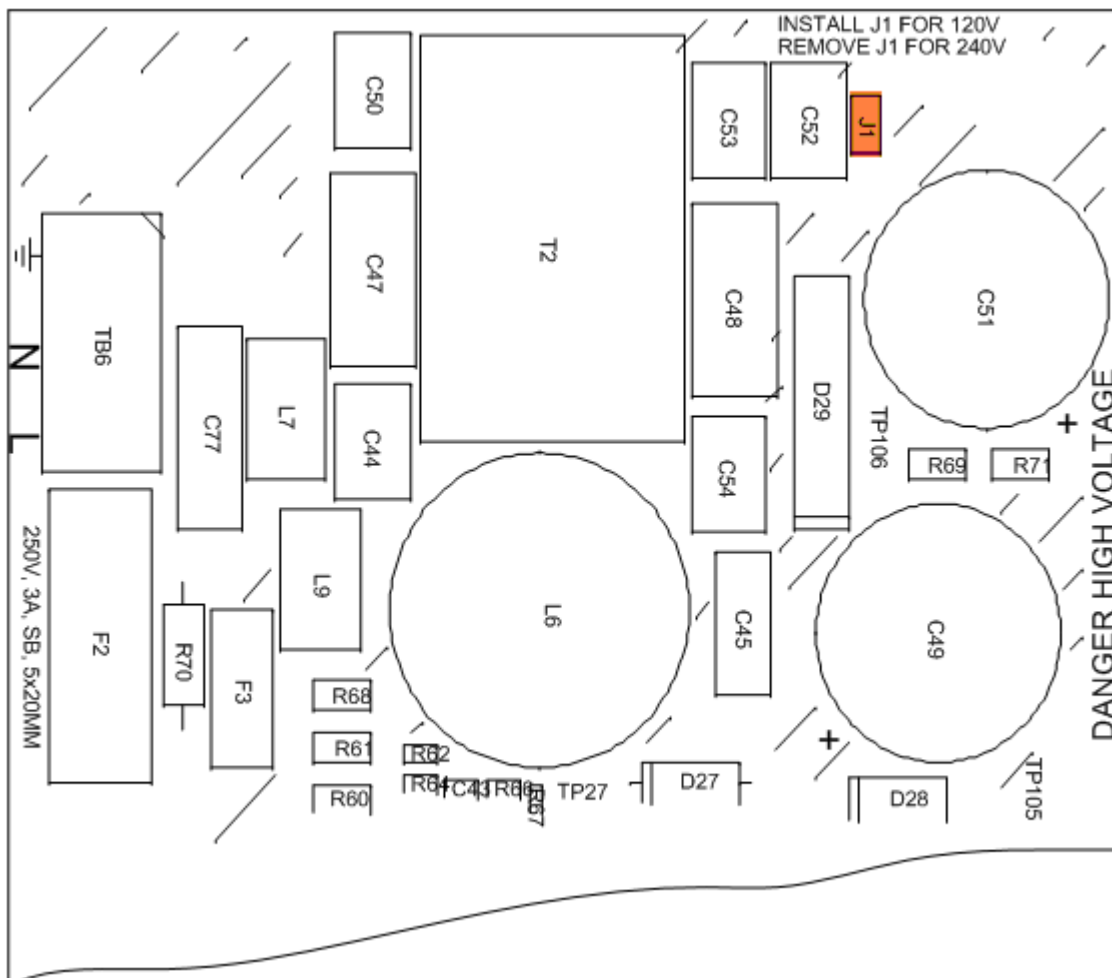 INSTALL J1 FOR 120V
REMOVE J1 FOR 240V
C50
C53
C52
J1
T2
C47
C48
C51
TB6
N
L
C77
L7
C44
C54
D29
TP106
+
R69
R71
DANGER HIGH VOLTAGE
250V, 3A, SB, 5x20MM
F2
R70
F3
L9
L6
C45
C49
R68
R61
R60
R62
R64
C43
R66
R67
TP27
D27
+
D28
TP105